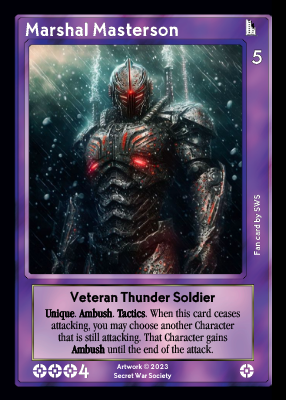 Marshal Masterson
5
Fan card by SWS
Veteran Thunder Soldier
Unique. Ambush. Tactics. When this card ceases
attacking, you may choose another Character
that is still attacking. That Character gains
Ambush until the end of the attack.
4
Artwork © 2023
Secret War Society